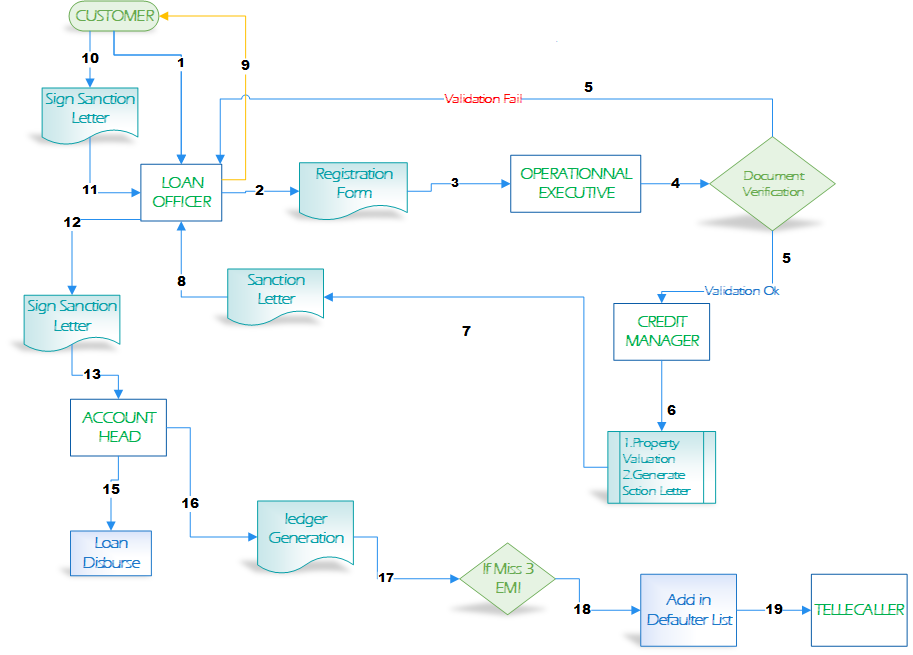 CUSTOMER
10
1
9
Sign Sanction
Letter
5
Validation Fail
11
LOAN
OFFICER
2
Registration
Form
3
OPERATIONNAL
EXECUTIVE
4
Document
Verification
12
5
8
Sanction
Letter
Validation Ok
Sign Sanction
Letter
7
CREDIT
MANAGER
13
6
ACCOUNT
HEAD
1.Property
Valuation
2.Generate
Sction Letter
15
16
ledger
Generation
Loan
Disburse
17
If Miss 3
EMI
18
Add in
Defaulter List
19
TELLECALLER